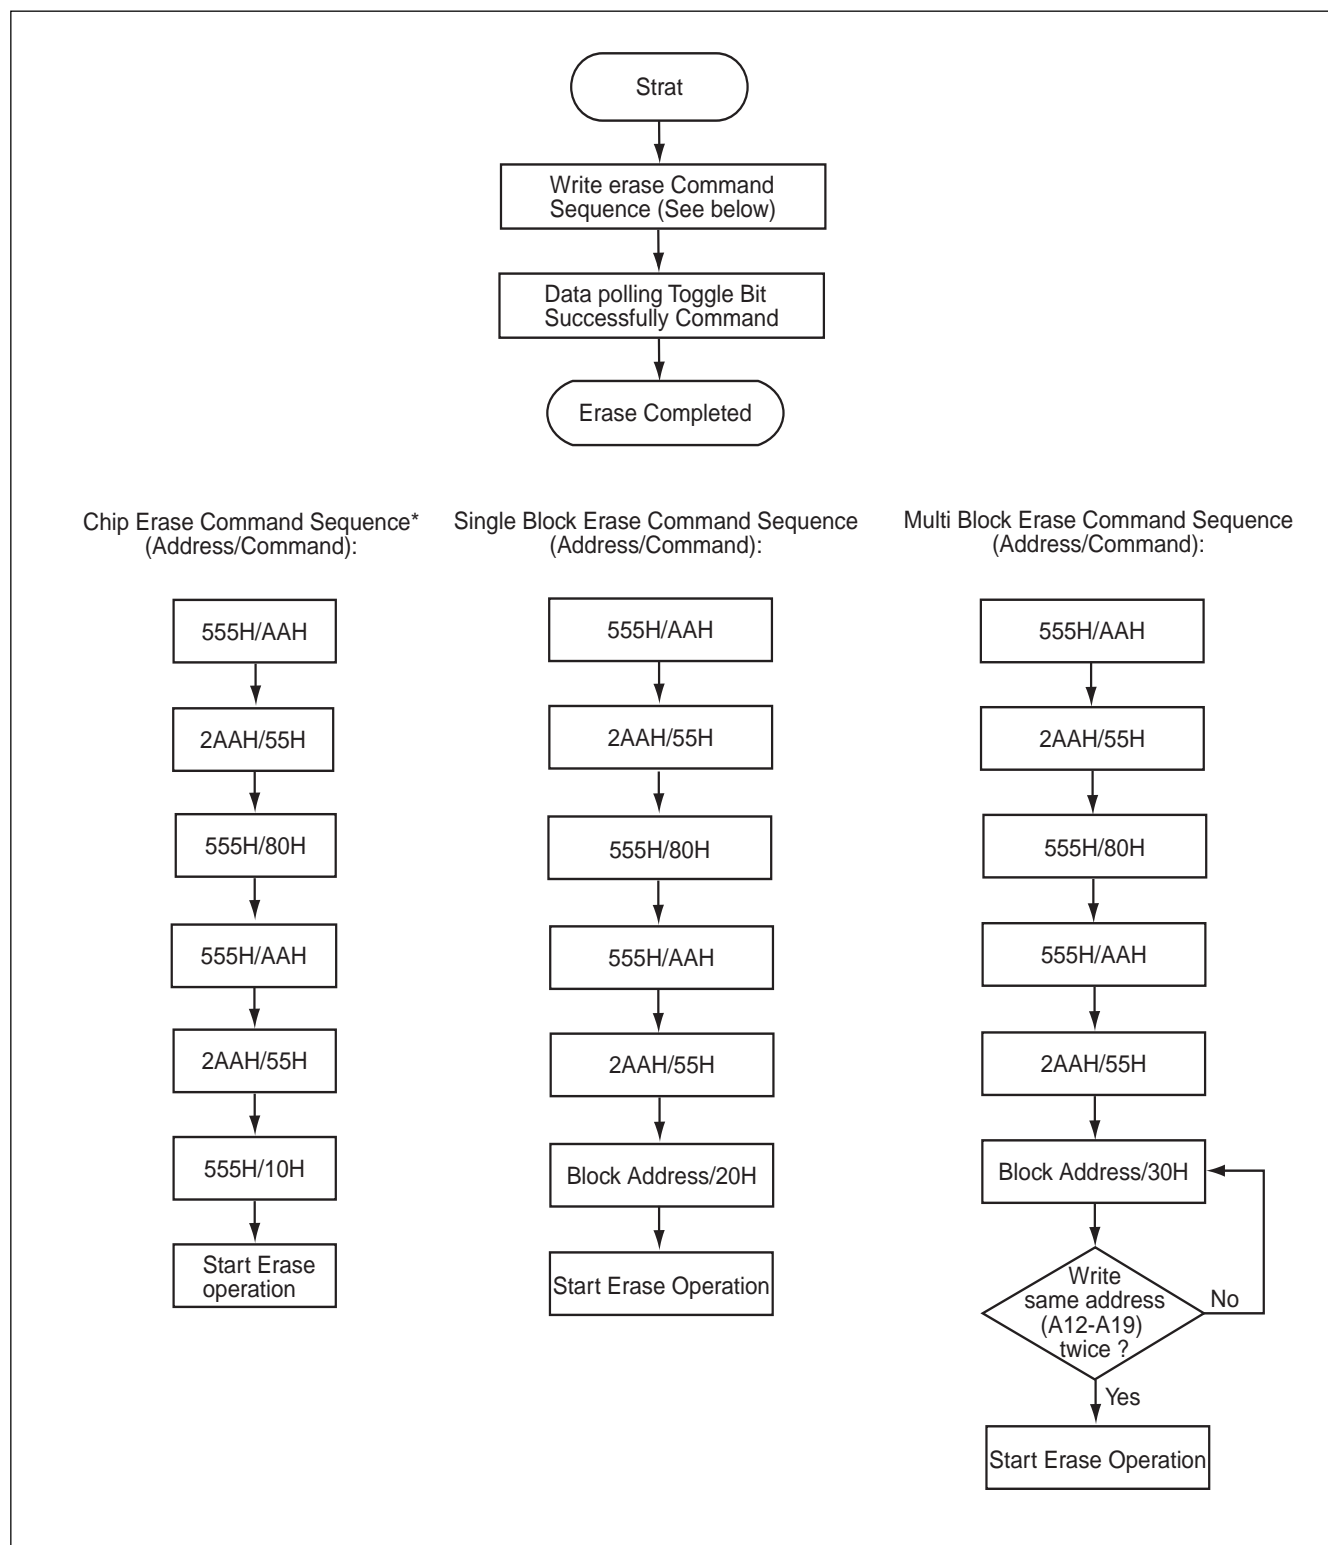 Strat
Write erase Command
Sequence (See below)
Data polling Toggle Bit
Successfully Command
Erase Completed
Chip Erase Command Sequence*
(Address/Command):
555H/AAH
2AAH/55H
555H/80H
555H/AAH
2AAH/55H
555H/10H
Start Erase
operation
Single Block Erase Command Sequence
(Address/Command):
555H/AAH
2AAH/55H
555H/80H
555H/AAH
2AAH/55H
Block Address/20H
Start Erase Operation
Multi Block Erase Command Sequence
(Address/Command):
555H/AAH
2AAH/55H
555H/80H
555H/AAH
2AAH/55H
Block Address/30H
Write
same address
(A12-A19)
twice ?
No
Yes
Start Erase Operation